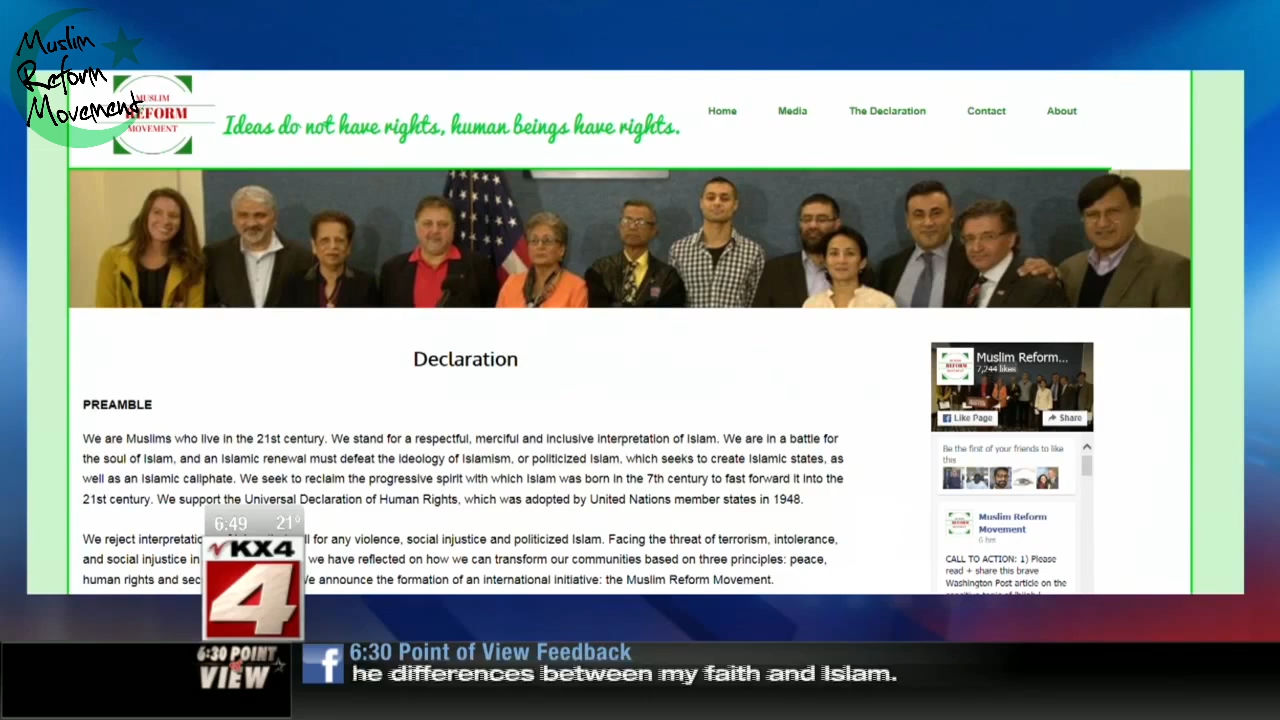 Muslim
Reform
Movement
MUSLIM
REFORM
MOVEMENT
Ideas do not have rights, human beings have rights.
Home Media The Declaration Contact About
Declaration
PREAMBLE
We are Muslims who live in the 21st century. We stand for a respectful, merciful and inclusive interpretation of Islam. We are in a battle for
the soul of Islam, and an Islamic renewal must defeat the ideology of Islamism, or politicized Islam, which seeks to create Islamic states, as
well as an Islamic caliphate. We seek to reclaim the progressive spirit with which Islam was born in the 7th century to fast forward it into the
21st century. We support the Universal Declaration of Human Rights, which was adopted by United Nations member states in 1948.
We reject for any violence, social injustice and politicized Islam. Facing the threat of terrorism, intolerance,
and social injustice in we have reflected on how we can transform our communities based on three principles: peace,
human rights and We announce the formation of an international initiative: the Muslim Reform Movement.
Muslim Reform...
7,244 likes
Like Page Share
Be the first of your friends to like
this
Muslim Reform
Movement
6 hrs
CALL TO ACTION: 1) Please
read + share this brave
Washington Post article on the
6:49 21°
KX4
4
6:30 POINT
of
VIEW
6:30 Point of View Feedback
he differences between my faith and Islam.